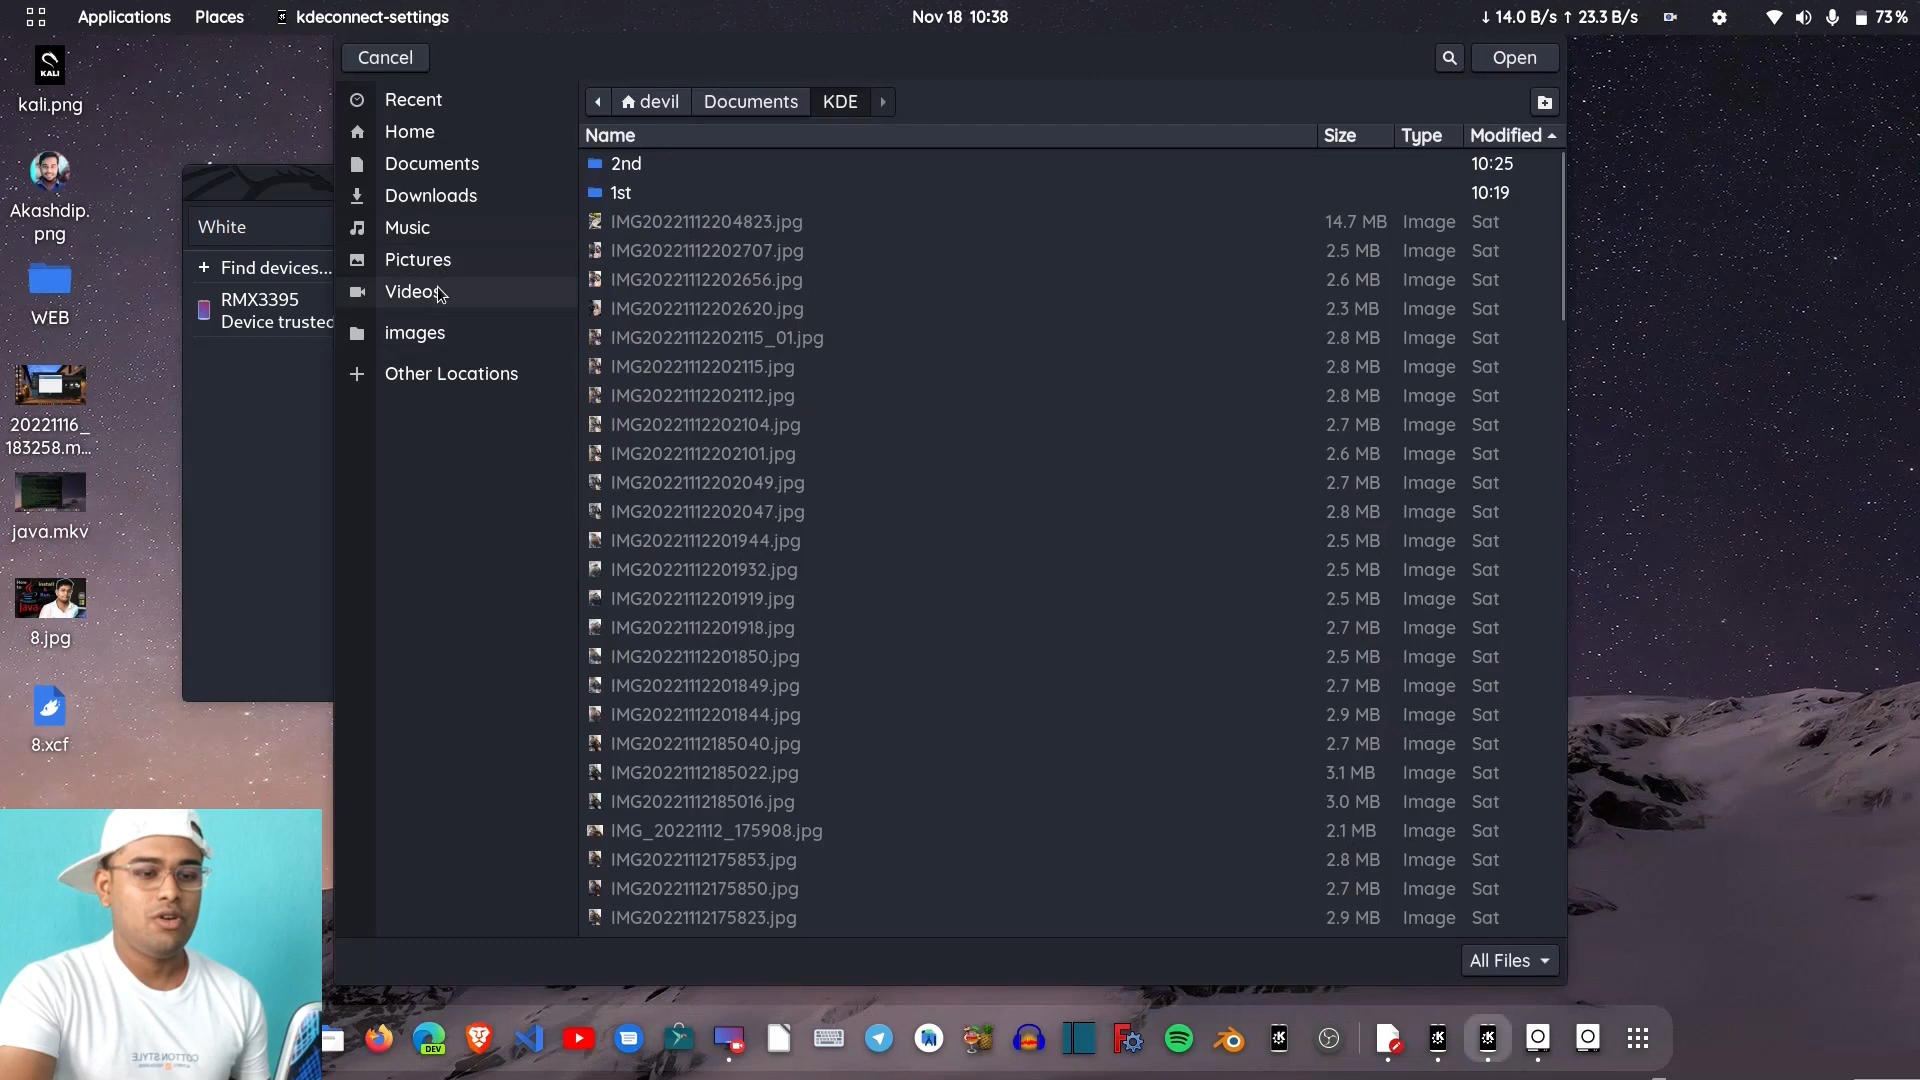 Applications Places kdeconnect-settings Nov 18 10:38 ↓ 14.0 B/s ↑ 23.3 B/s 73%
KALI
kali.png
Akashdip.
png
WEB
20221116_
183258.m...
java.mkv
How to install &
Run
Java
8.jpg
8.xcf
White
Find devices...
RMX3395
Device trusted
Cancel Open
Recent
Home
Documents
Downloads
Music
Pictures
Videos
images
Other Locations
devil Documents KDE
Name Size Type Modified
2nd 10:25
1st 10:19
IMG20221112204823.jpg 14.7 MB Image Sat
IMG20221112202707.jpg 2.5 MB Image Sat
IMG20221112202656.jpg 2.6 MB Image Sat
IMG20221112202620.jpg 2.3 MB Image Sat
IMG20221112202115_01.jpg 2.8 MB Image Sat
IMG20221112202115.jpg 2.8 MB Image Sat
IMG20221112202112.jpg 2.8 MB Image Sat
IMG20221112202104.jpg 2.7 MB Image Sat
IMG20221112202101.jpg 2.6 MB Image Sat
IMG20221112202049.jpg 2.7 MB Image Sat
IMG20221112202047.jpg 2.8 MB Image Sat
IMG20221112201944.jpg 2.5 MB Image Sat
IMG20221112201932.jpg 2.5 MB Image Sat
IMG20221112201919.jpg 2.5 MB Image Sat
IMG20221112201918.jpg 2.7 MB Image Sat
IMG20221112201850.jpg 2.5 MB Image Sat
IMG20221112201849.jpg 2.7 MB Image Sat
IMG20221112201844.jpg 2.9 MB Image Sat
IMG20221112185040.jpg 2.7 MB Image Sat
IMG20221112185022.jpg 3.1 MB Image Sat
IMG20221112185016.jpg 3.0 MB Image Sat
IMG_20221112_175908.jpg 2.1 MB Image Sat
IMG20221112175853.jpg 2.8 MB Image Sat
IMG20221112175850.jpg 2.7 MB Image Sat
IMG20221112175823.jpg 2.9 MB Image Sat
All Files
COTTON STYLE
DEV
AI